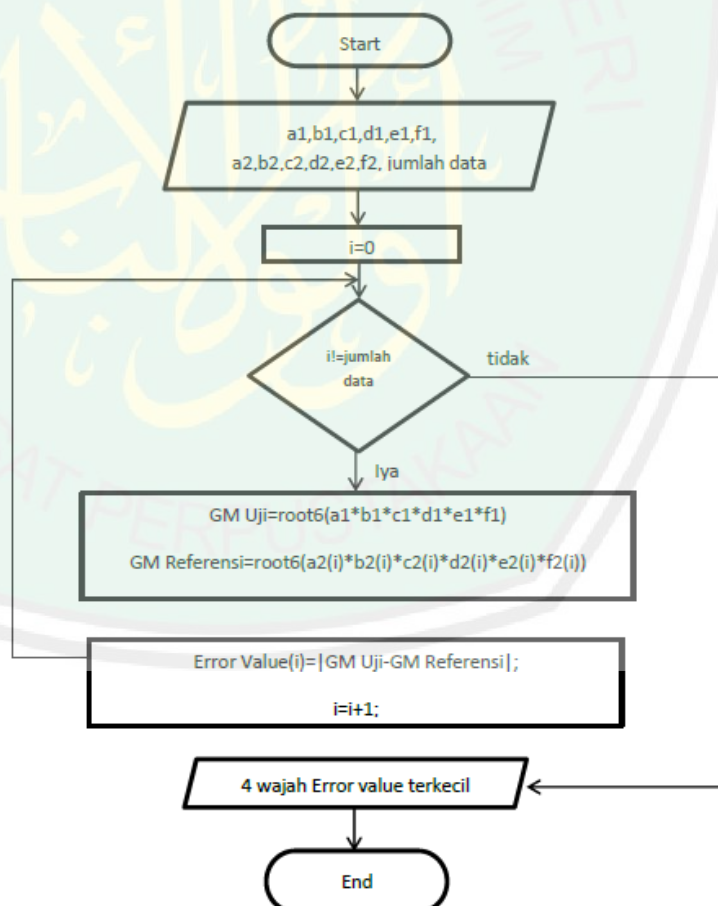 Start
a1,b1,c1,d1,e1,f1,
a2,b2,c2,d2,e2,f2, jumlah data
i=0
i!=jumlah
data
tidak
Iya
GM Uji=root6(a1*b1*c1*d1*e1*f1)
GM Referensi=root6(a2(i)*b2(i)*c2(i)*d2(i)*e2(i)*f2(i))
Error Value(i)=|GM Uji-GM Referensi|;
i=i+1;
4 wajah Error value terkecil
End
PERPUSTAKAAN